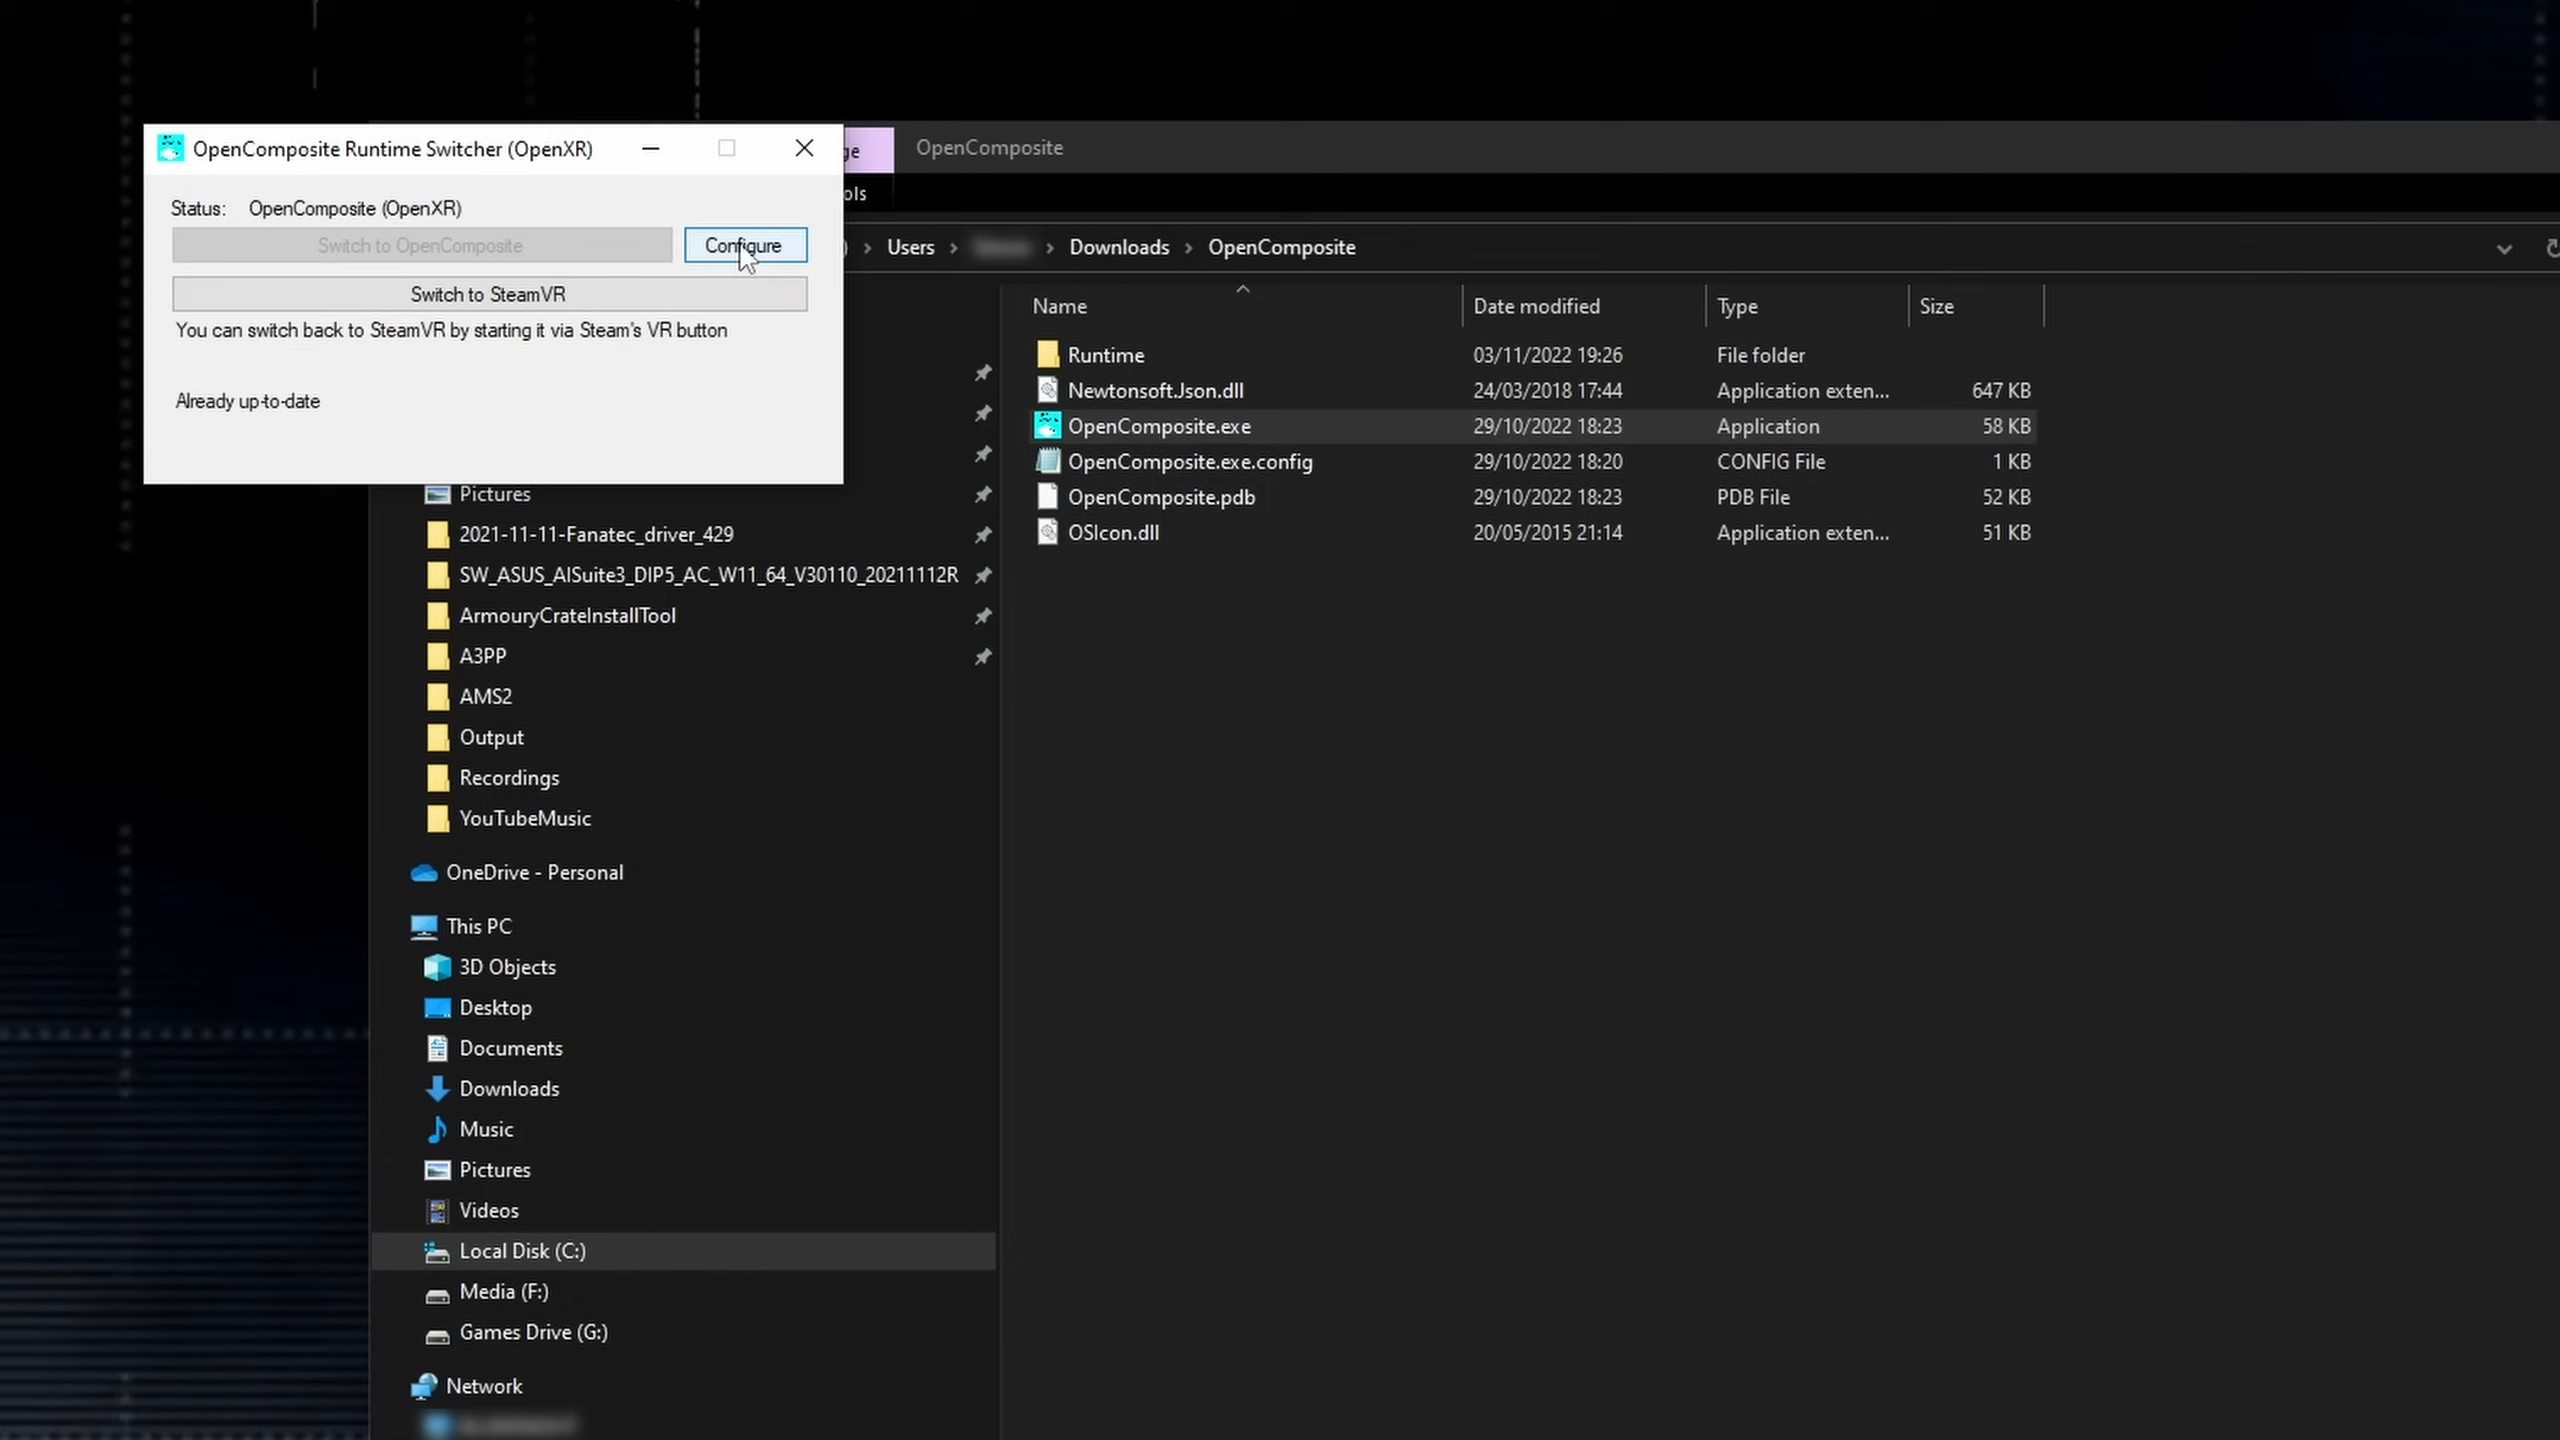 OpenComposite Runtime Switcher (OpenXR)
Status: OpenComposite (OpenXR)
Switch to OpenComposite
Configure
Switch to SteamVR
You can switch back to SteamVR by starting it via Steam's VR button
Already up-to-date
ge
OpenComposite
ols
) > Users > > Downloads > OpenComposite
Name Date modified Type Size
Runtime 03/11/2022 19:26 File folder
Newtonsoft.Json.dll 24/03/2018 17:44 Application exten... 647 KB
OpenComposite.exe 29/10/2022 18:23 Application 58 KB
OpenComposite.exe.config 29/10/2022 18:20 CONFIG File 1 KB
OpenComposite.pdb 29/10/2022 18:23 PDB File 52 KB
OSIcon.dll 20/05/2015 21:14 Application exten... 51 KB
Pictures
2021-11-11-Fanatec_driver_429
SW_ASUS_AISuite3_DIP5_AC_W11_64_V30110_20211112R
ArmouryCrateInstallTool
A3PP
AMS2
Output
Recordings
YouTubeMusic
OneDrive - Personal
This PC
3D Objects
Desktop
Documents
Downloads
Music
Pictures
Videos
Local Disk (C:)
Media (F:)
Games Drive (G:)
Network